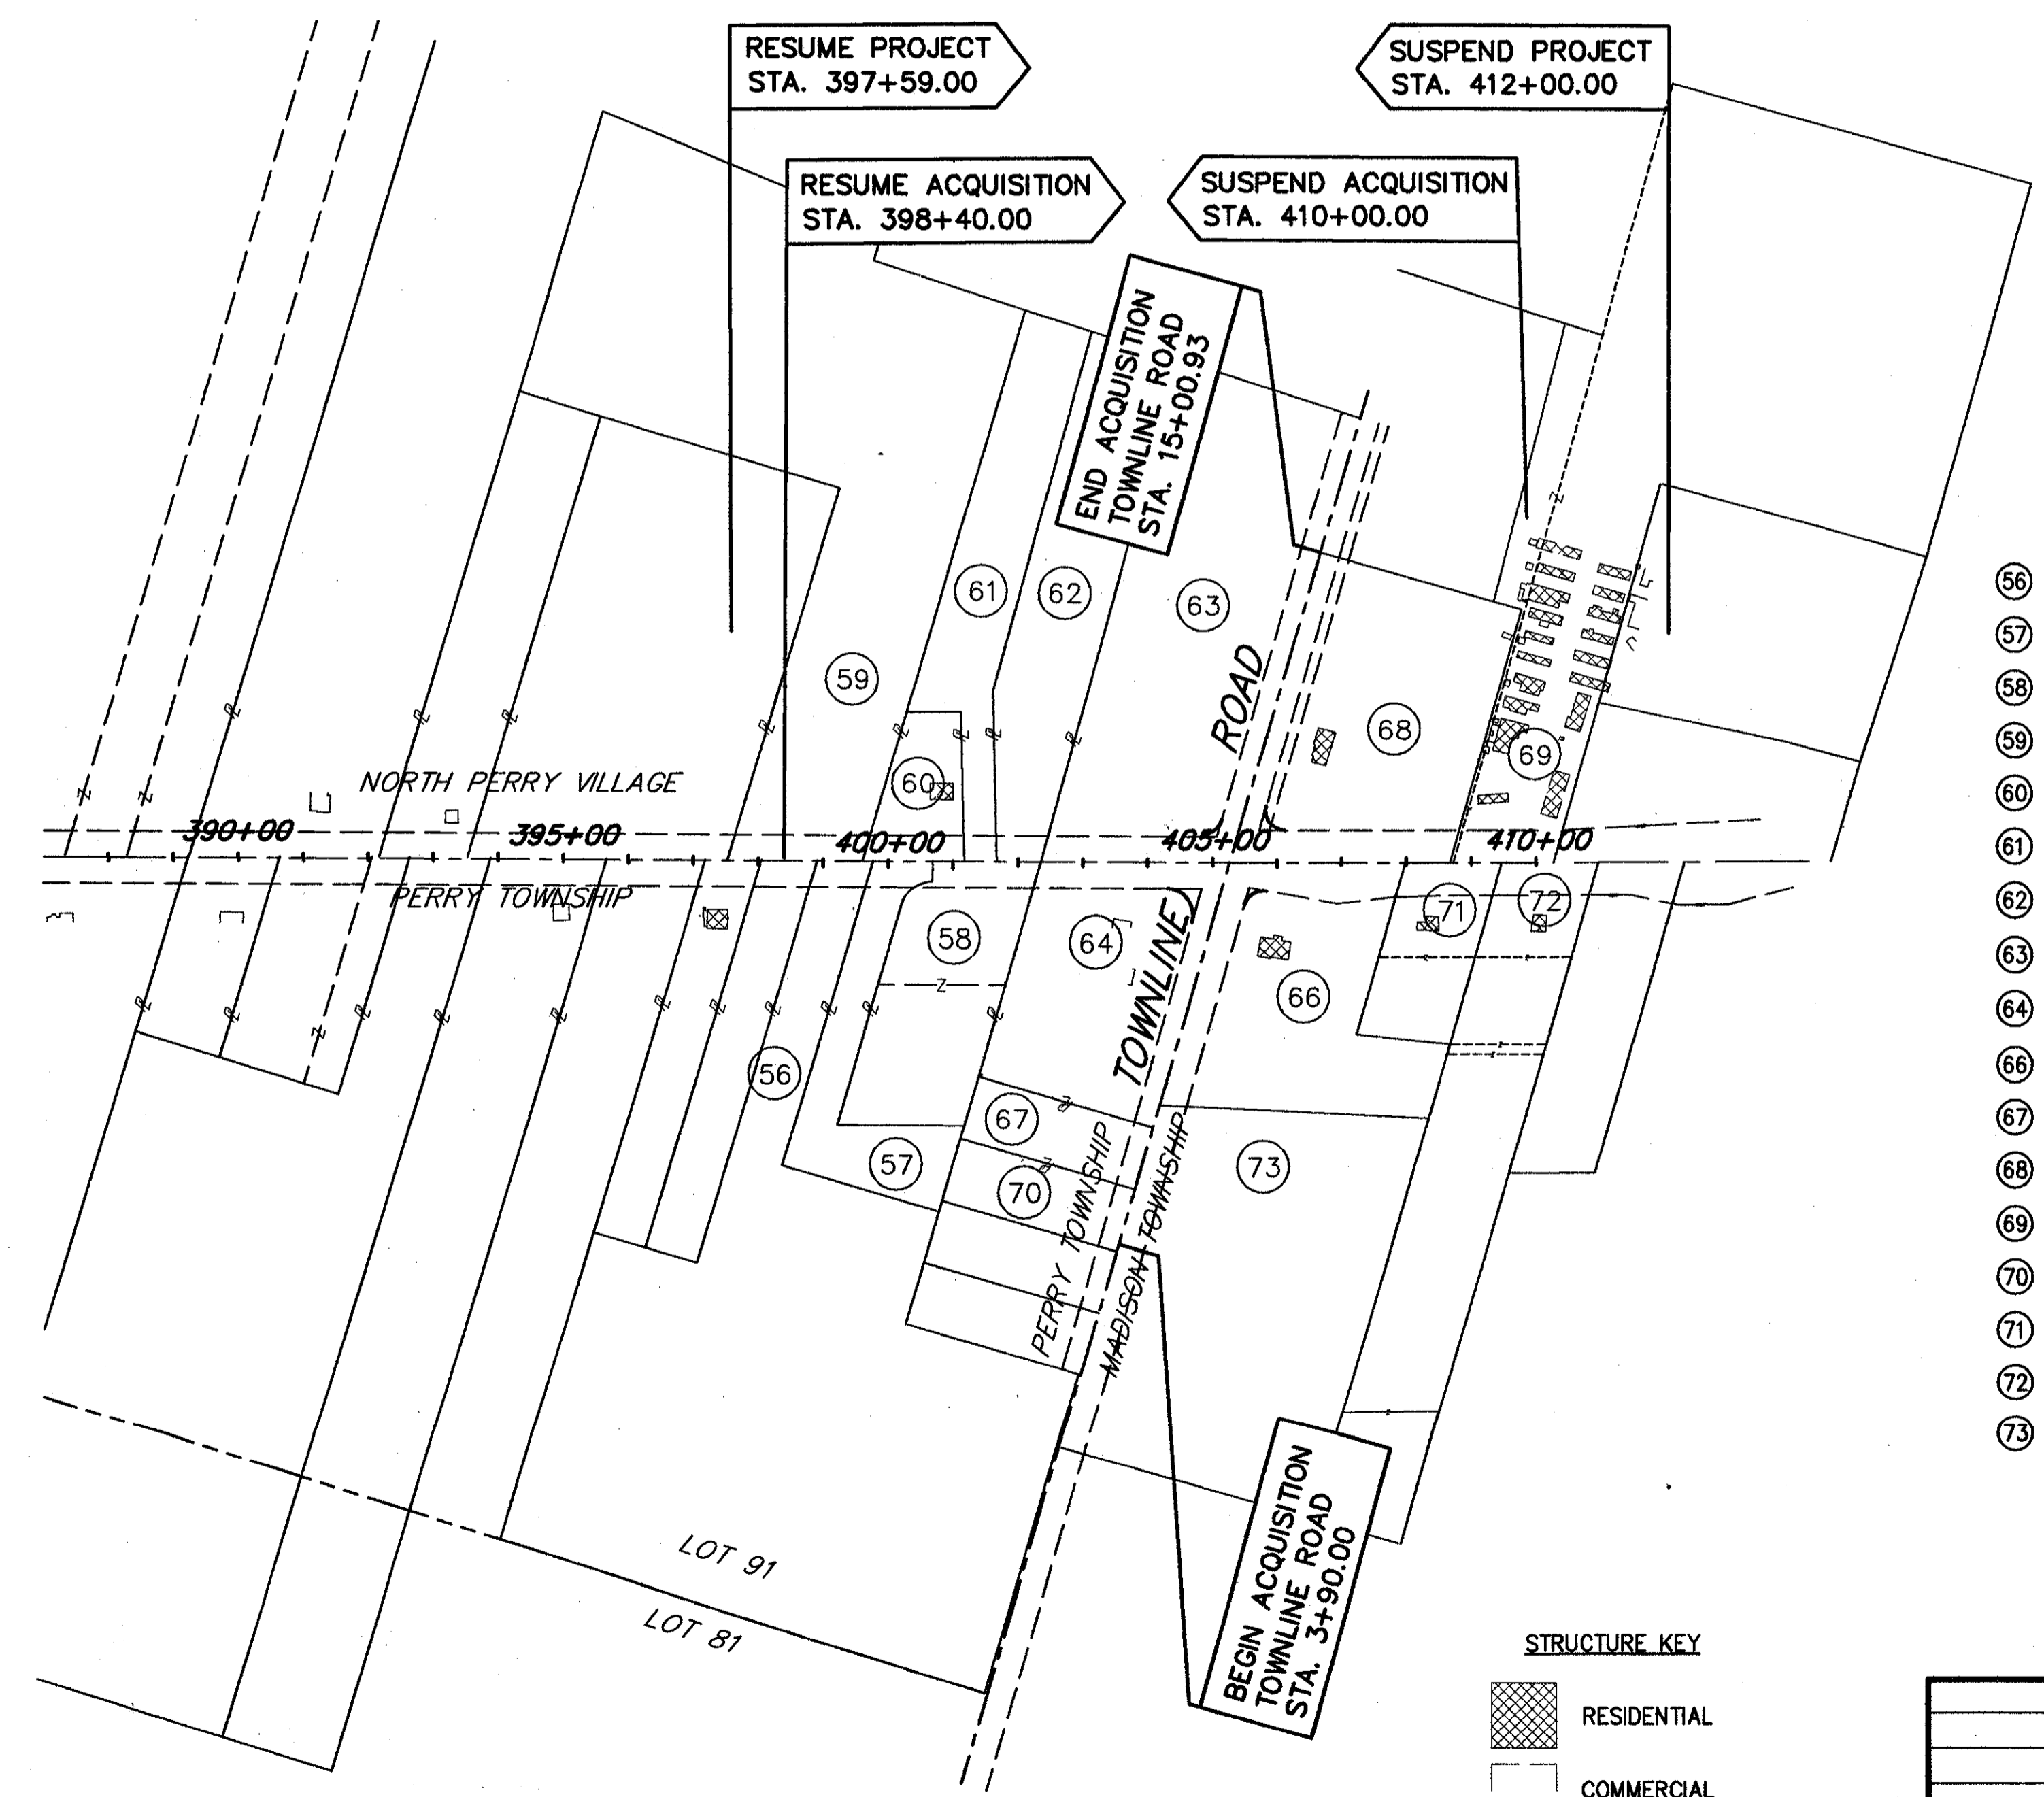 RESUME PROJECT
STA. 397+59.00
SUSPEND PROJECT
STA. 412+00.00
RESUME ACQUISITION
STA. 398+40.00
SUSPEND ACQUISITION
STA. 410+00.00
END ACQUISITION
TOWNLINE ROAD
STA. 15+00.93
61
62
63
59
68
69
60
ROAD
NORTH PERRY VILLAGE
390+00
395+00
400+00
405+00
410+00
PERRY TOWNSHIP
58
64
71
72
66
TOWNLINE
56
67
57
70
73
PERRY TOWNSHIP
MADISON TOWNSHIP
BEGIN ACQUISITION
TOWNLINE ROAD
STA. 3+90.00
LOT 91
LOT 81
56
57
58
59
60
61
62
63
64
66
67
68
69
70
71
72
73
STRUCTURE KEY
RESIDENTIAL
COMMERCIAL